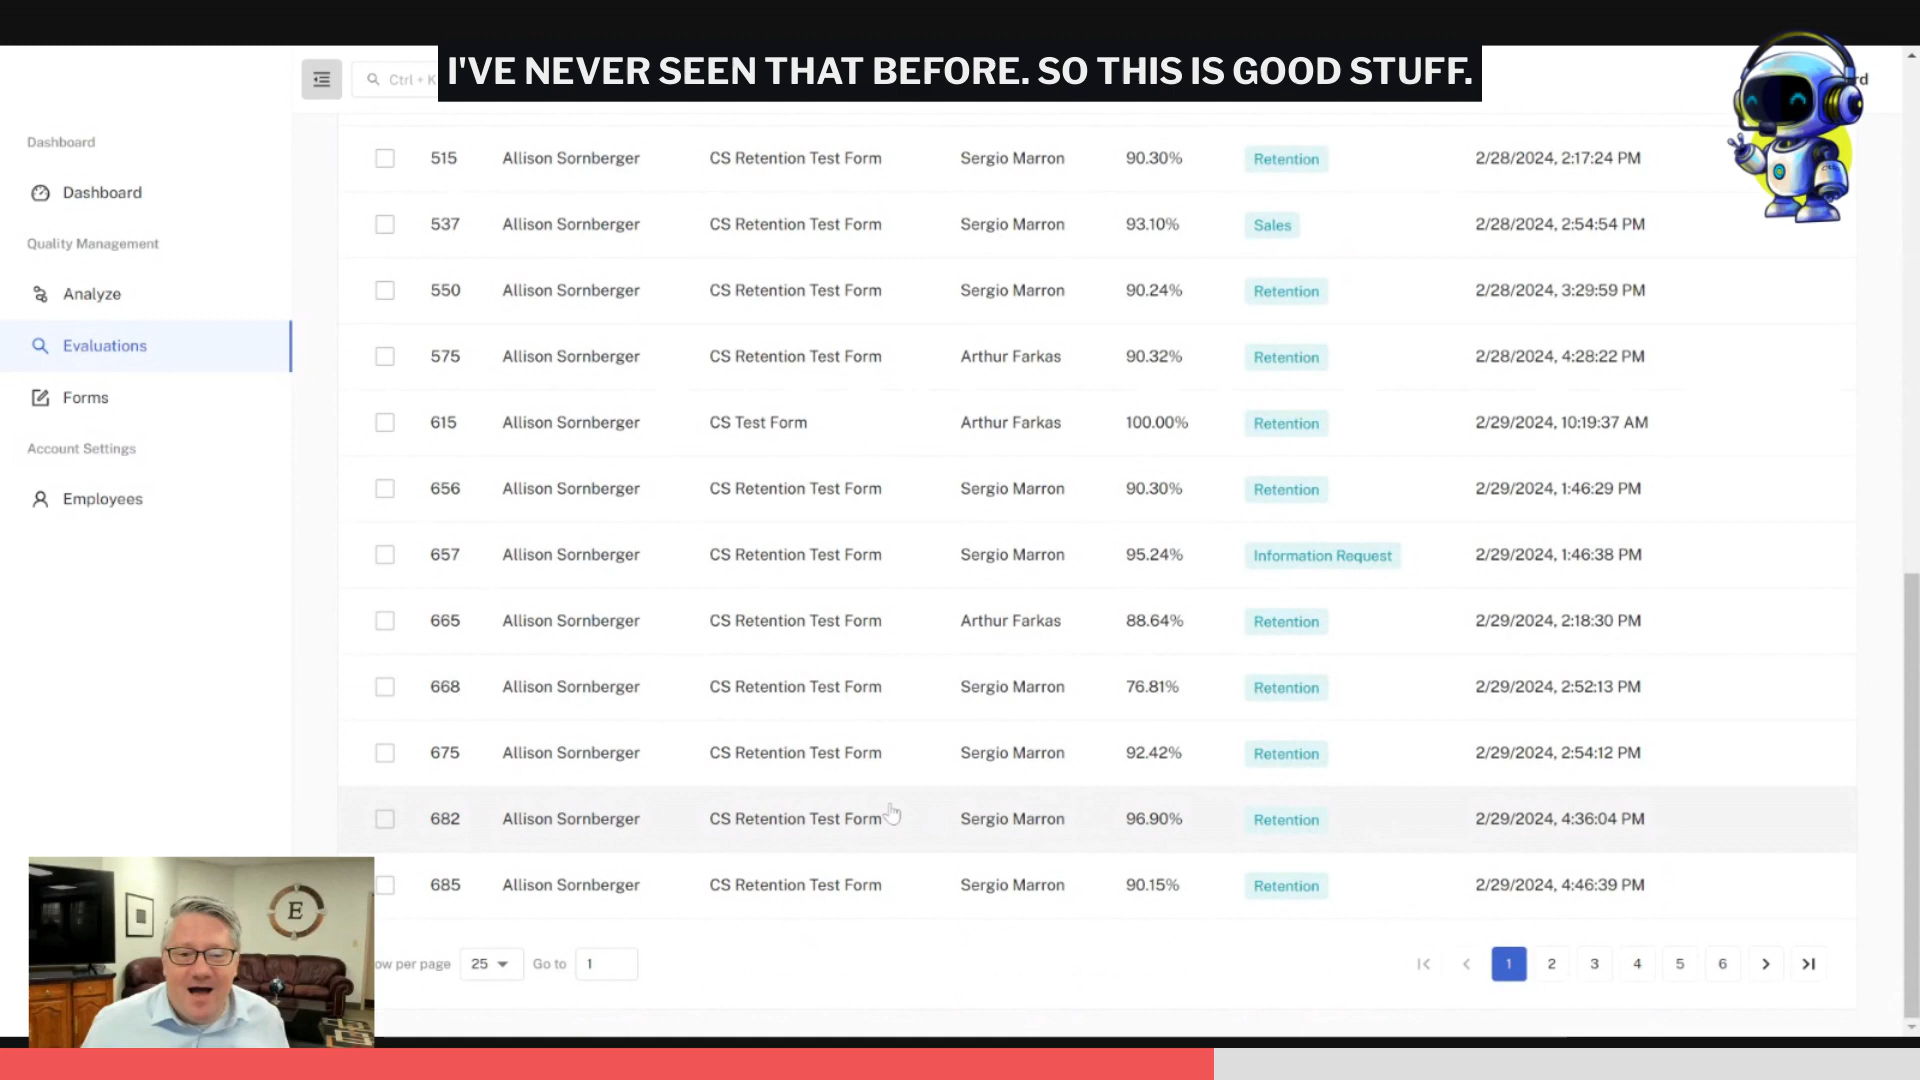 I'VE NEVER SEEN THAT BEFORE. SO THIS IS GOOD STUFF.
Ctrl + K
rd
Dashboard
Dashboard
Quality Management
Analyze
Evaluations
Forms
Account Settings
Employees
515 Allison Sornberger CS Retention Test Form Sergio Marron 90.30% Retention 2/28/2024, 2:17:24 PM
537 Allison Sornberger CS Retention Test Form Sergio Marron 93.10% Sales 2/28/2024, 2:54:54 PM
550 Allison Sornberger CS Retention Test Form Sergio Marron 90.24% Retention 2/28/2024, 3:29:59 PM
575 Allison Sornberger CS Retention Test Form Arthur Farkas 90.32% Retention 2/28/2024, 4:28:22 PM
615 Allison Sornberger CS Test Form Arthur Farkas 100.00% Retention 2/29/2024, 10:19:37 AM
656 Allison Sornberger CS Retention Test Form Sergio Marron 90.30% Retention 2/29/2024, 1:46:29 PM
657 Allison Sornberger CS Retention Test Form Sergio Marron 95.24% Information Request 2/29/2024, 1:46:38 PM
665 Allison Sornberger CS Retention Test Form Arthur Farkas 88.64% Retention 2/29/2024, 2:18:30 PM
668 Allison Sornberger CS Retention Test Form Sergio Marron 76.81% Retention 2/29/2024, 2:52:13 PM
675 Allison Sornberger CS Retention Test Form Sergio Marron 92.42% Retention 2/29/2024, 2:54:12 PM
682 Allison Sornberger CS Retention Test Form Sergio Marron 96.90% Retention 2/29/2024, 4:36:04 PM
685 Allison Sornberger CS Retention Test Form Sergio Marron 90.15% Retention 2/29/2024, 4:46:39 PM
E
ow per page 25 Go to 1 1 2 3 4 5 6